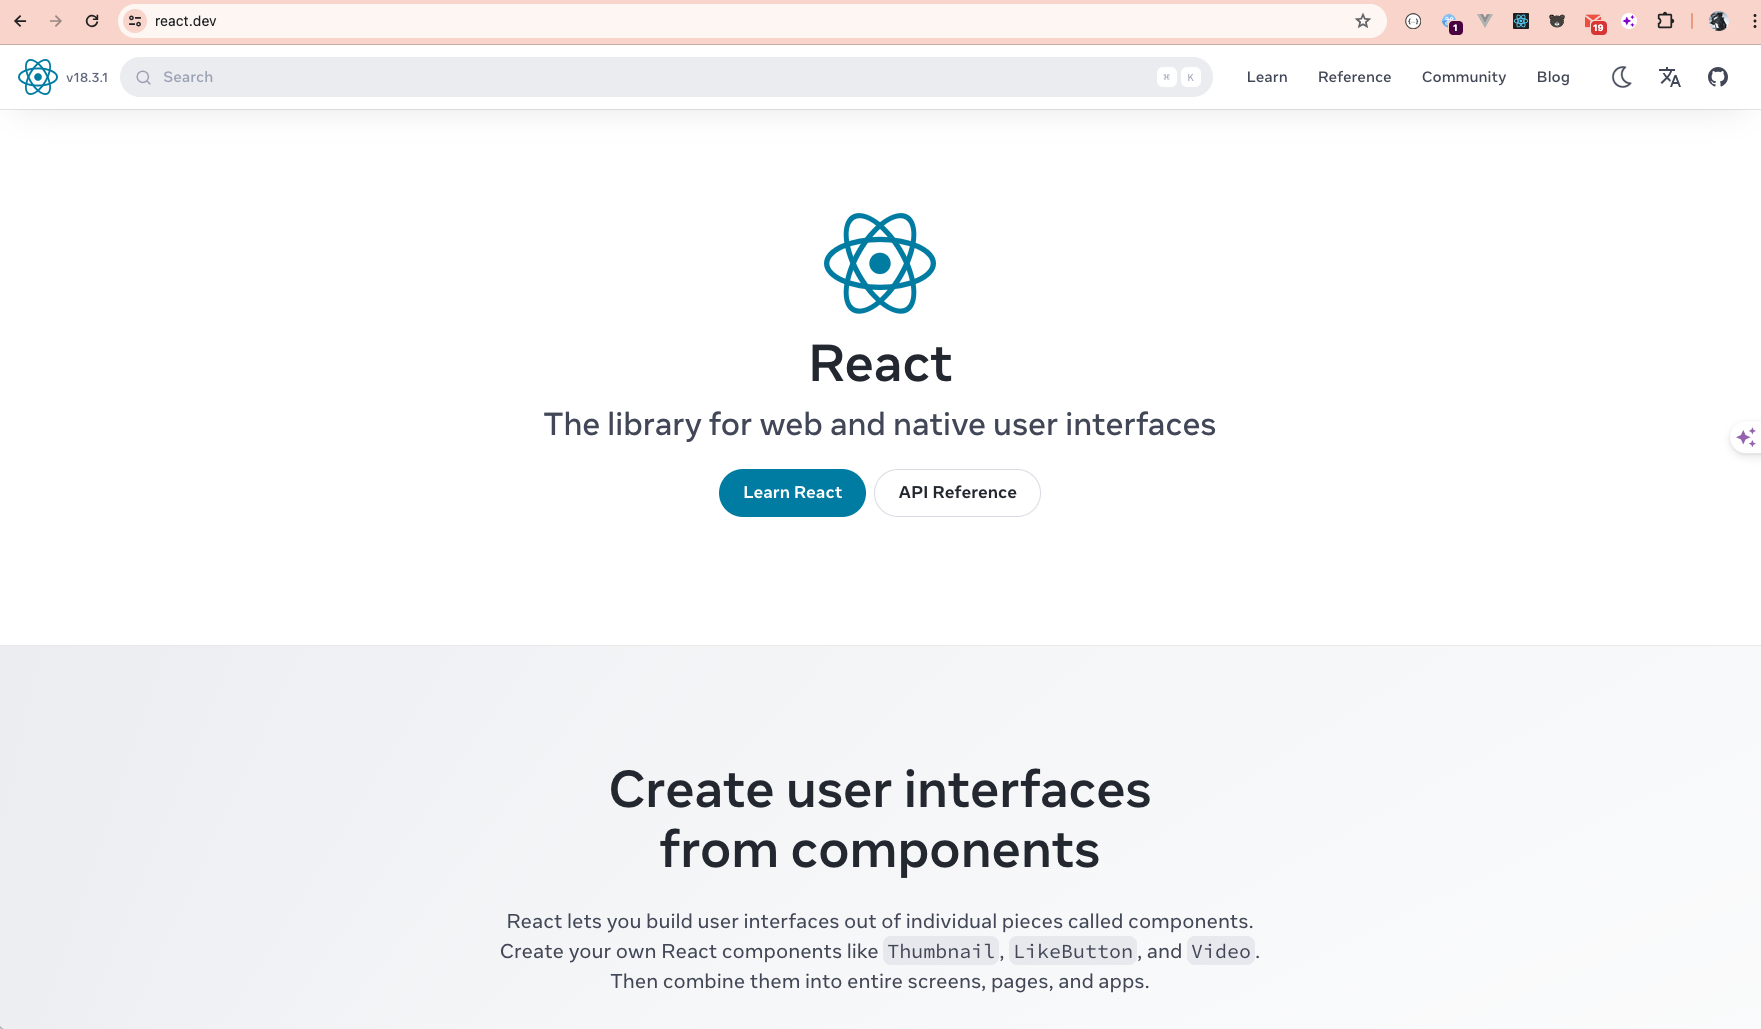 react.dev
1
19
v18.3.1
Search
⌘ K
Learn
Reference
Community
Blog
React
The library for web and native user interfaces
Learn React
API Reference
Create user interfaces
from components
React lets you build user interfaces out of individual pieces called components.
Create your own React components like Thumbnail, LikeButton, and Video.
Then combine them into entire screens, pages, and apps.